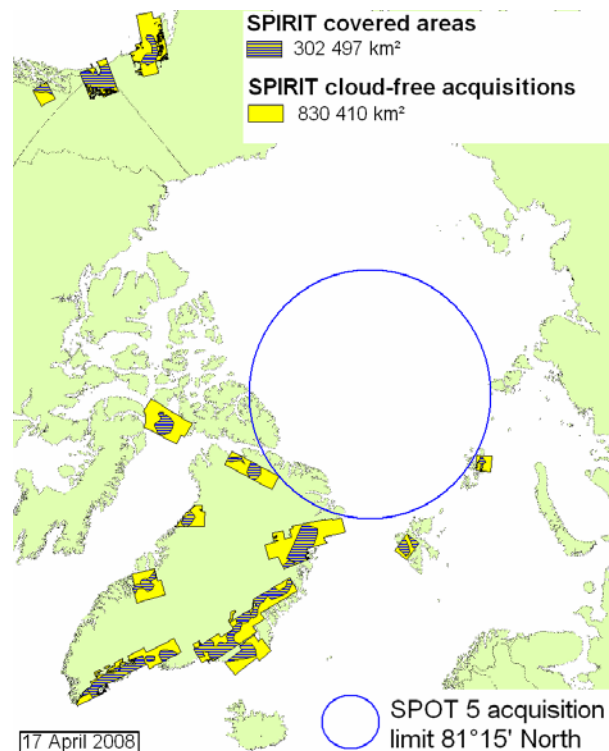 SPIRIT covered areas
302 497 km²
SPIRIT cloud-free acquisitions
830 410 km²
SPOT 5 acquisition
limit 81°15' North
17 April 2008